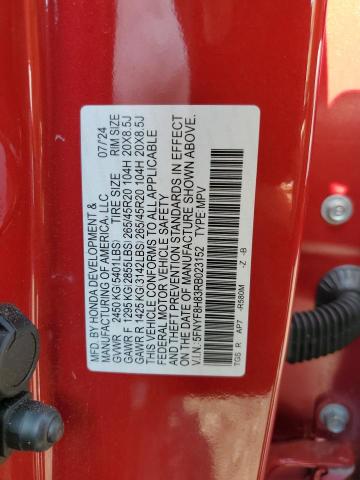 MFD. BY HONDA DEVELOPMENT & 07/24
MANUFACTURING OF AMERICA, LLC
GVWR 2450 KG(5401LBS) TIRE SIZE RIM SIZE
GAWR F 1295 KG(2855LBS)265/45R20 104H 20X8.5J
GAWR R 1425 KG(3142LBS)265/45R20 104H 20X8.5J
THIS VEHICLE CONFORMS TO ALL APPLICABLE
FEDERAL MOTOR VEHICLE SAFETY
AND THEFT PREVENTION STANDARDS IN EFFECT
ON THE DATE OF MANUFACTURE SHOWN ABOVE.
V.I.N. 5FNYF8H83RB023152 TYPE: MPV
TGS R AP7 -R580M -Z -B